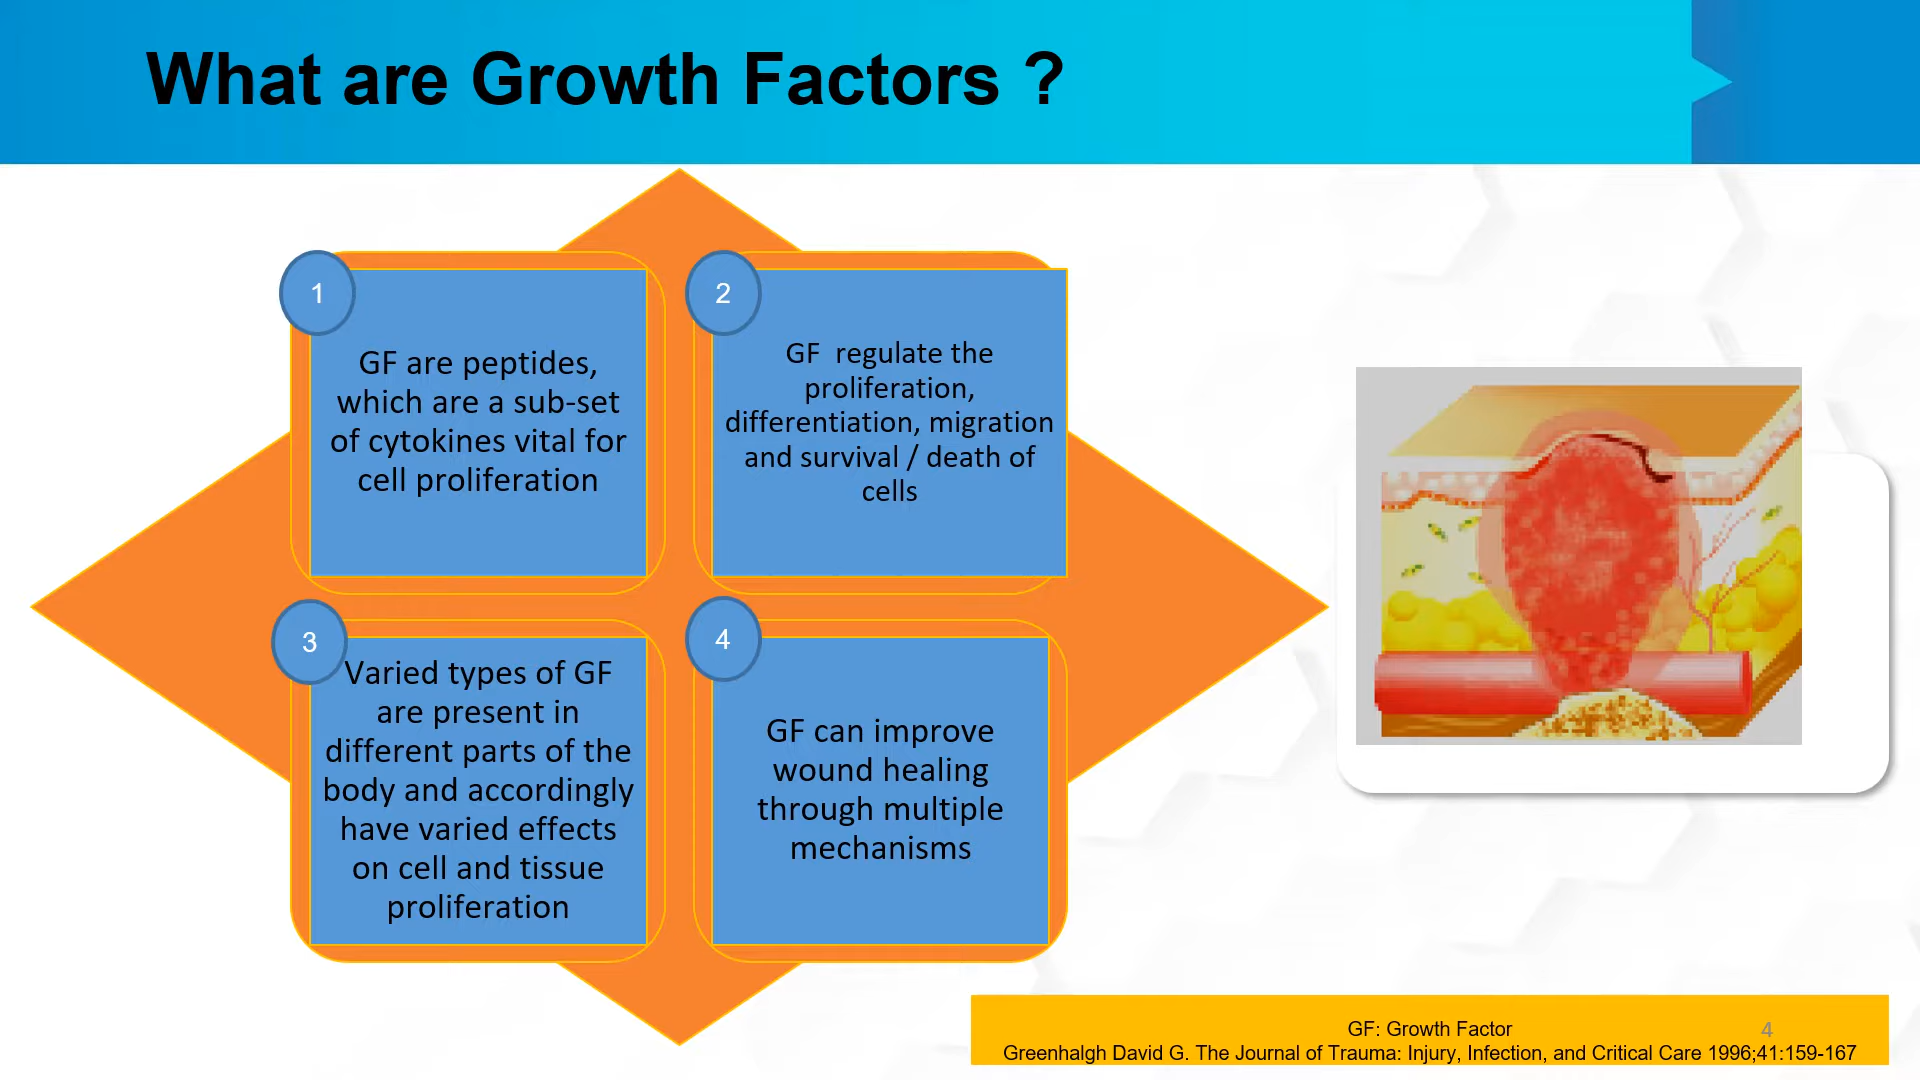 What are Growth Factors ?
1
GF are peptides,
which are a sub-set
of cytokines vital for
cell proliferation
2
GF  regulate the
proliferation,
differentiation, migration
and survival / death of
cells
3
Varied types of GF
are present in
different parts of the
body and accordingly
have varied effects
on cell and tissue
proliferation
4
GF can improve
wound healing
through multiple
mechanisms
GF: Growth Factor
4
Greenhalgh David G. The Journal of Trauma: Injury, Infection, and Critical Care 1996;41:159-167